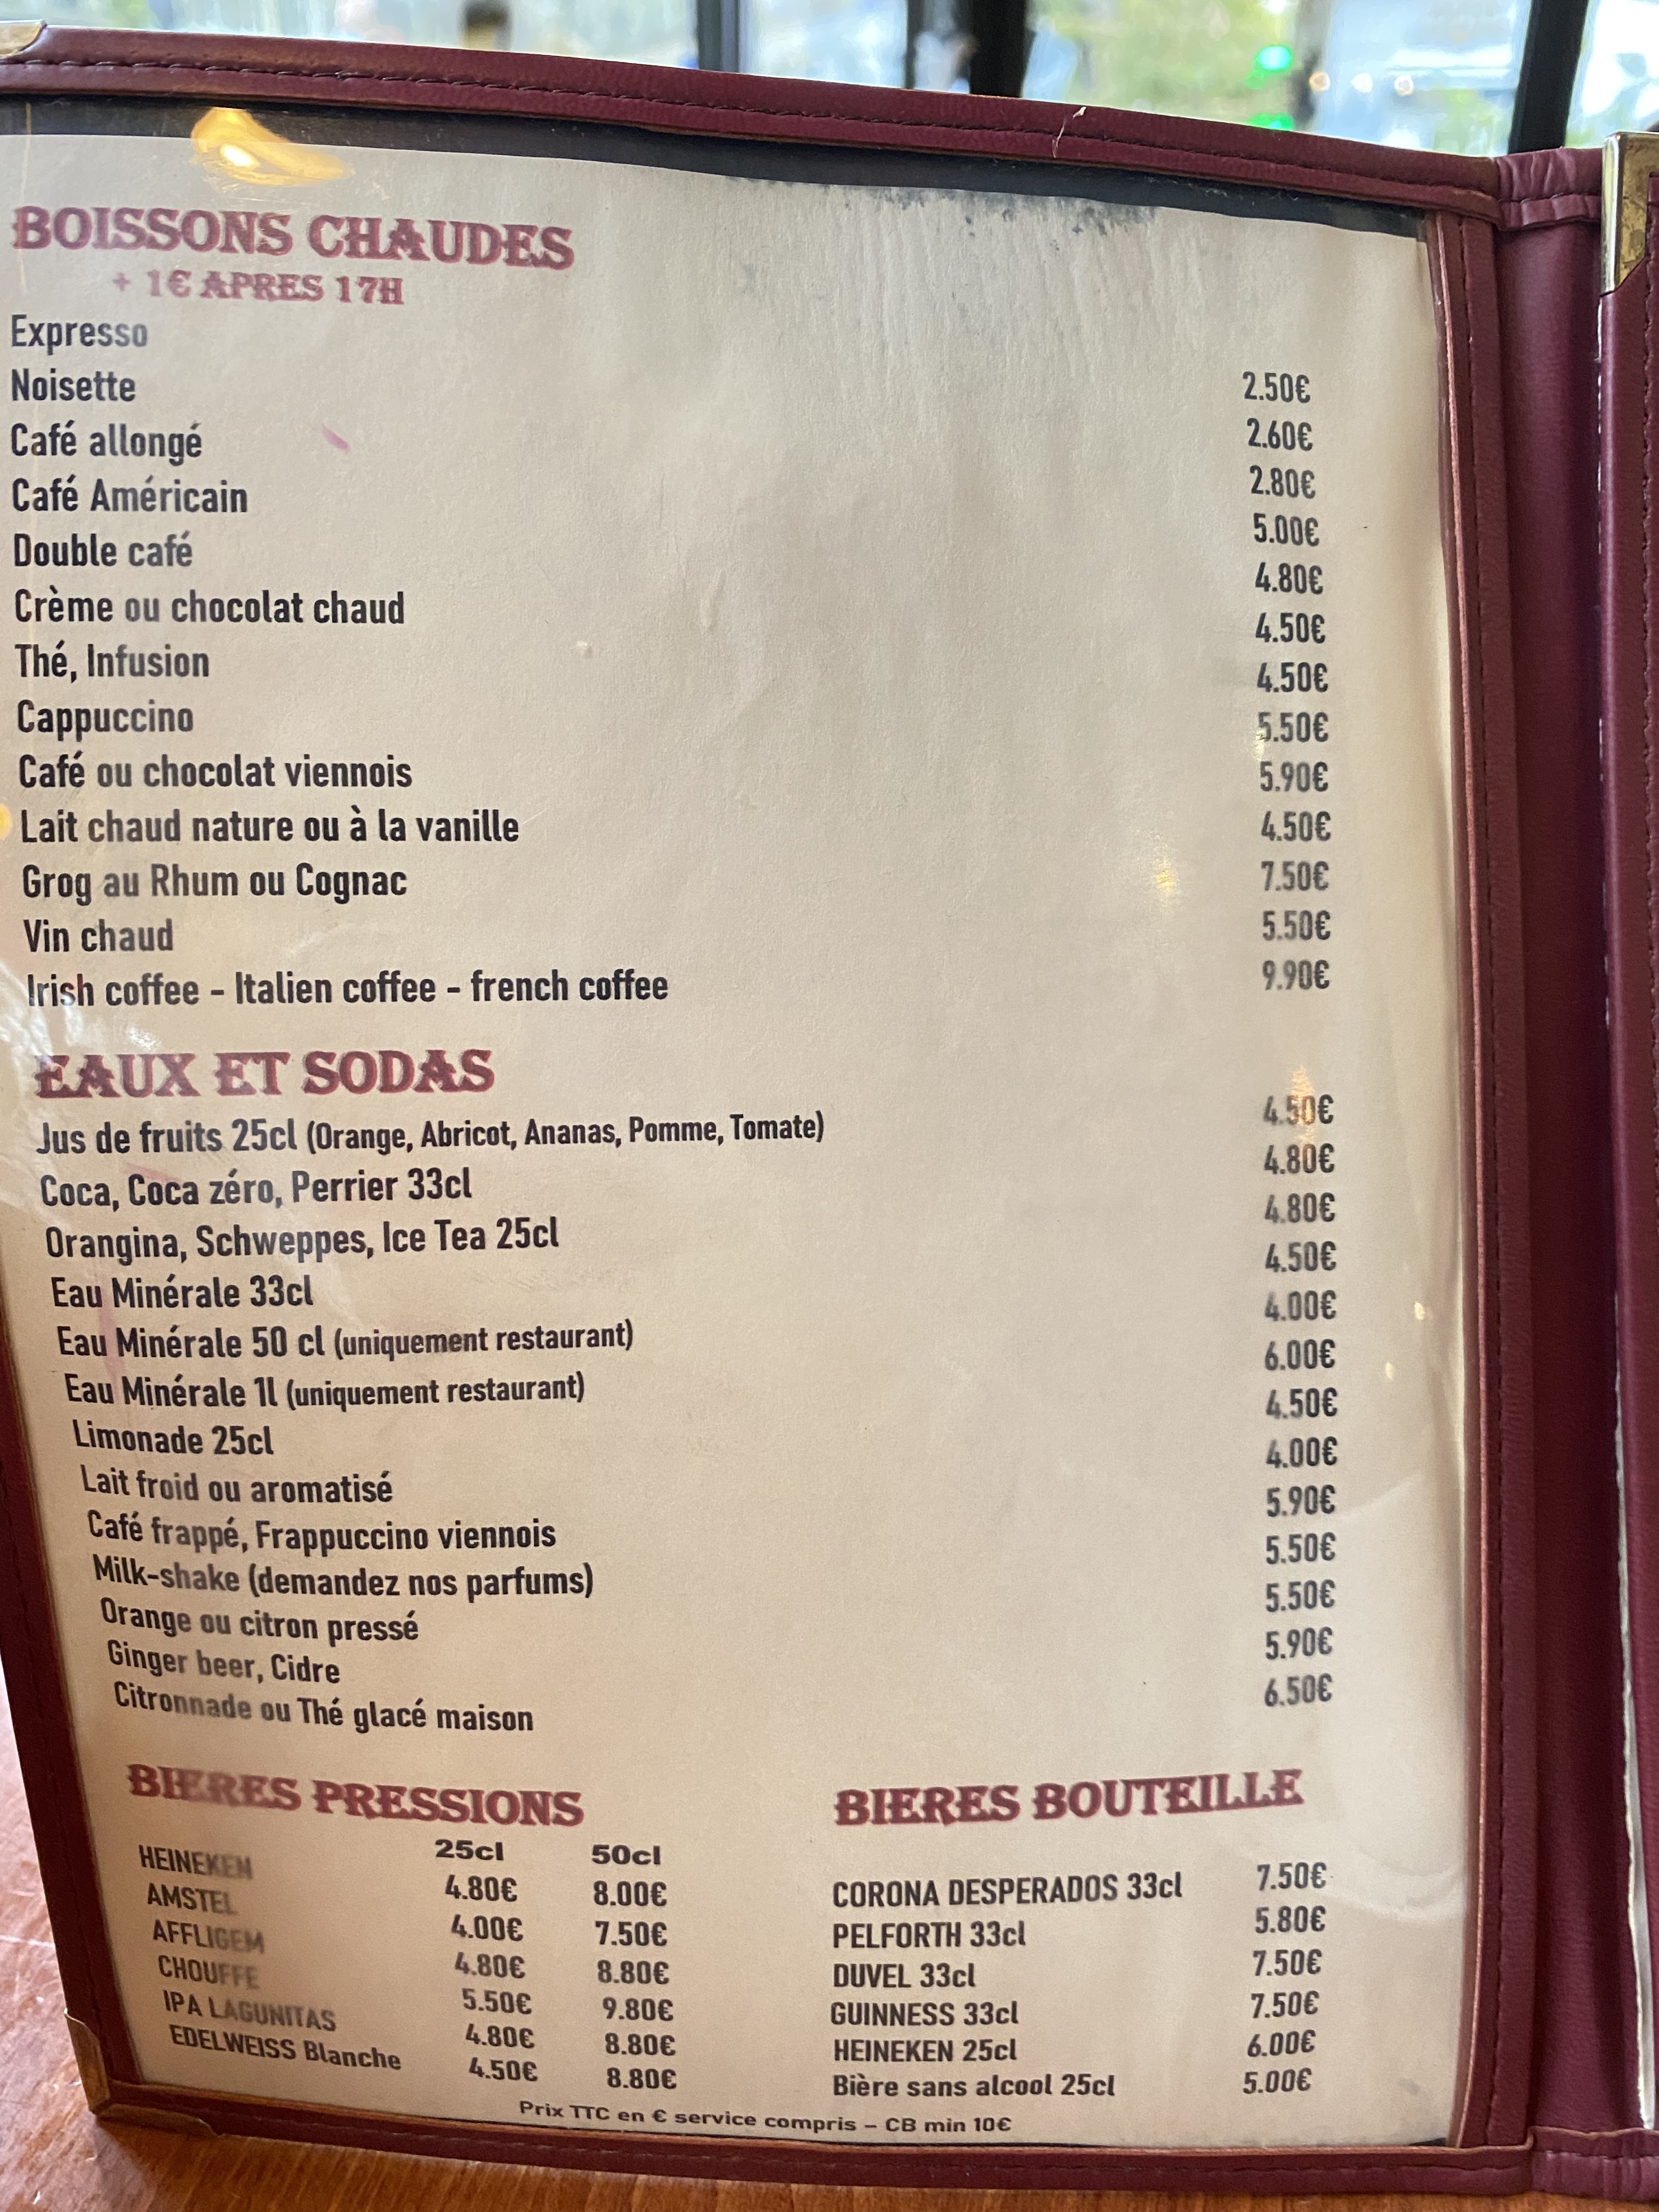 BOISSONS CHAUDES
+ 1€ APRES 17H
Expresso 2.50€
Noisette 2.60€
Café allongé 2.80€
Café Américain 5.00€
Double café 4.80€
Crème ou chocolat chaud 4.50€
Thé, Infusion 4.50€
Cappuccino 5.50€
Café ou chocolat viennois 5.90€
Lait chaud nature ou à la vanille 4.50€
Grog au Rhum ou Cognac 7.50€
Vin chaud 5.50€
Irish coffee - Italien coffee - french coffee 9.90€
EAUX ET SODAS
Jus de fruits 25cl (Orange, Abricot, Ananas, Pomme, Tomate) 4.50€
Coca, Coca zéro, Perrier 33cl 4.80€
Orangina, Schweppes, Ice Tea 25cl 4.80€
Eau Minérale 33cl 4.50€
Eau Minérale 50 cl (uniquement restaurant) 4.00€
Eau Minérale 1l (uniquement restaurant) 6.00€
Limonade 25cl 4.50€
Lait froid ou aromatisé 4.00€
Café frappé, Frappuccino viennois 5.90€
Milk-shake (demandez nos parfums) 5.50€
Orange ou citron pressé 5.50€
Ginger beer, Cidre 5.90€
Citronnade ou Thé glacé maison 6.50€
BIERES PRESSIONS
25cl 50cl
HEINEKEN 4.80€ 8.00€
AMSTEL 4.00€ 7.50€
AFFLIGEM 4.80€ 8.80€
CHOUFFE 5.50€ 9.80€
IPA LAGUNITAS 4.80€ 8.80€
EDELWEISS Blanche 4.50€ 8.80€
BIERES BOUTEILLE
CORONA DESPERADOS 33cl 7.50€
PELFORTH 33cl 5.80€
DUVEL 33cl 7.50€
GUINNESS 33cl 7.50€
HEINEKEN 25cl 6.00€
Bière sans alcool 25cl 5.00€
Prix TTC en € service compris – CB min 10€